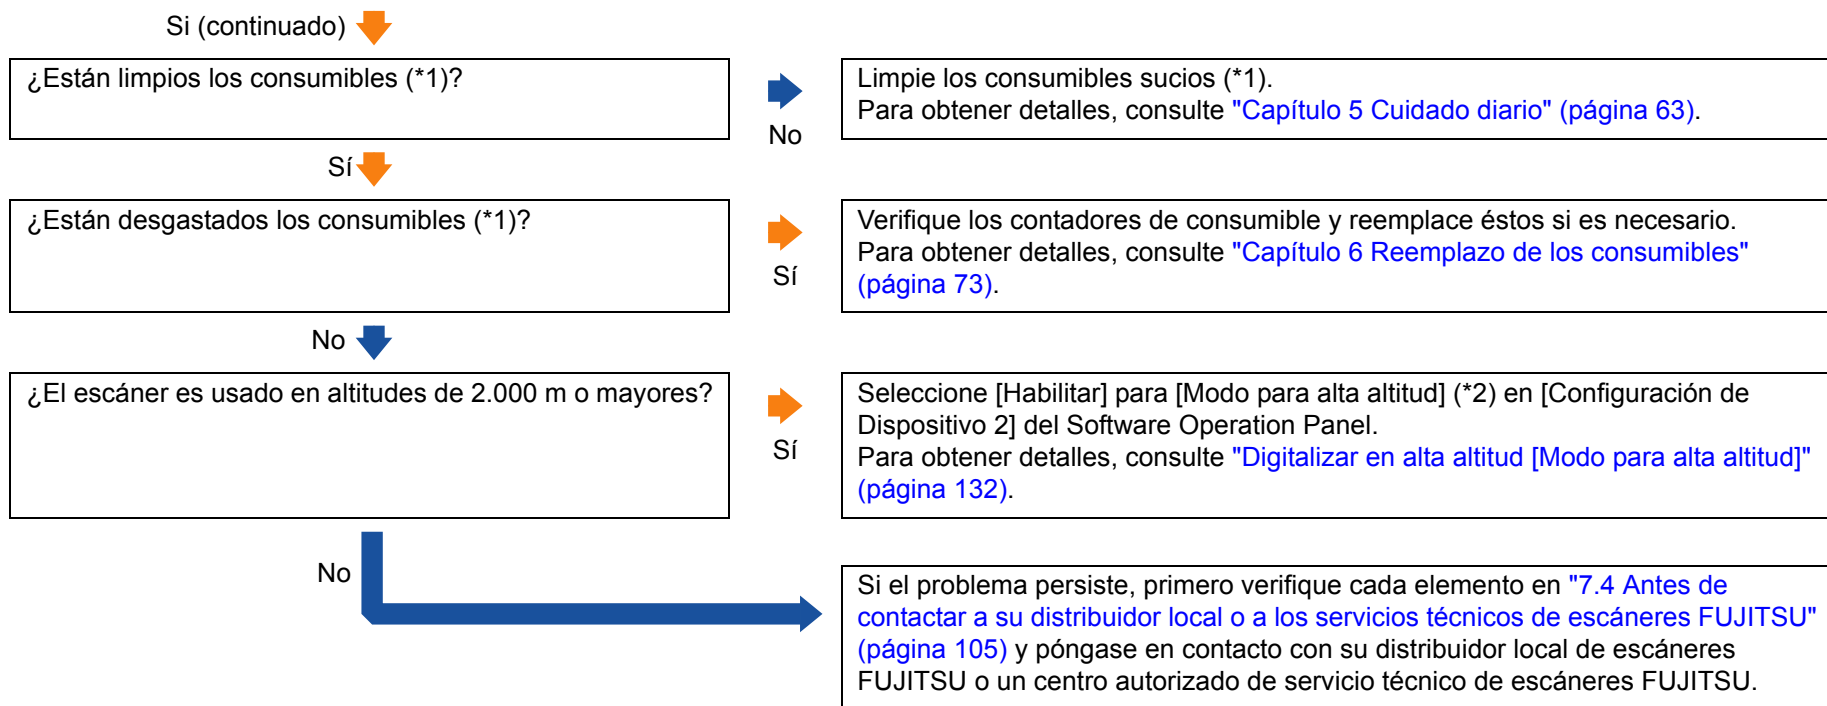 Si (continuado)
¿Están limpios los consumibles (*1)?
No
Limpie los consumibles sucios (*1).
Para obtener detalles, consulte "Capítulo 5 Cuidado diario" (página 63).
Sí
¿Están desgastados los consumibles (*1)?
Sí
Verifique los contadores de consumible y reemplace éstos si es necesario.
Para obtener detalles, consulte "Capítulo 6 Reemplazo de los consumibles"
(página 73).
No
¿El escáner es usado en altitudes de 2.000 m o mayores?
Sí
Seleccione [Habilitar] para [Modo para alta altitud] (*2) en [Configuración de
Dispositivo 2] del Software Operation Panel.
Para obtener detalles, consulte "Digitalizar en alta altitud [Modo para alta altitud]"
(página 132).
No
Si el problema persiste, primero verifique cada elemento en "7.4 Antes de
contactar a su distribuidor local o a los servicios técnicos de escáneres FUJITSU"
(página 105) y póngase en contacto con su distribuidor local de escáneres
FUJITSU o un centro autorizado de servicio técnico de escáneres FUJITSU.